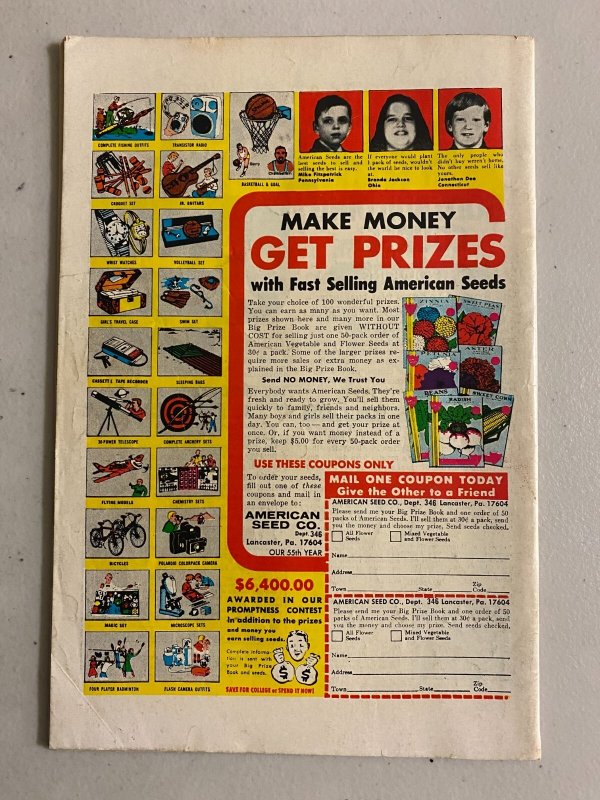 COMPLETE FISHING OUTFITS
TRANSISTOR RADIO
BASKETBALL & GOAL
CROQUET SET
JR. GUITARS
WRIST WATCHES
VOLLEYBALL SET
GIRL'S TRAVEL CASE
SWIM SET
CASSETTE TAPE RECORDER
SLEEPING BAGS
30-POWER TELESCOPE
COMPLETE ARCHERY SETS
FLYING MODELS
CHEMISTRY SETS
BICYCLES
POLAROID COLORPACK CAMERA
MAGIC SET
MICROSCOPE SETS
FOUR PLAYER BADMINTON
FLASH CAMERA OUTFITS
American Seeds are the
best seeds to sell and
selling the best is easy.
Mike Fitzpatrick
Pennsylvania
If everyone would plant
1 pack of seeds, wouldn't
the world be nice to look
at.
Brenda Jackson
Ohio
The only people who
didn't buy weren't home.
No other seeds sell like
yours.
Jonathan Dee
Connecticut
MAKE MONEY
GET PRIZES
with Fast Selling American Seeds
Take your choice of 100 wonderful prizes.
You can earn as many as you want. Most
prizes shown here and many more in our
Big Prize Book are given WITHOUT
COST for selling just one 50-pack order of
American Vegetable and Flower Seeds at
30¢ a pack. Some of the larger prizes re-
quire more sales or extra money as ex-
plained in the Big Prize Book.
Send NO MONEY, We Trust You
Everybody wants American Seeds. They're
fresh and ready to grow. You'll sell them
quickly to family, friends and neighbors.
Many boys and girls sell their packs in one
day. You can, too — and get your prize at
once. Or, if you want money instead of a
prize, keep $5.00 for every 50-pack order
you sell.
ZINNIA
SWEET PEAS
PETUNIA
ASTER
BEANS
RADISH
SWEET CORN
USE THESE COUPONS ONLY
To order your seeds,
fill out one of these
coupons and mail in
an envelope to:
AMERICAN
SEED CO.
Dept. 346
Lancaster, Pa. 17604
OUR 55th YEAR
MAIL ONE COUPON TODAY
Give the Other to a Friend
AMERICAN SEED CO., Dept. 346 Lancaster, Pa. 17604
Please send me your Big Prize Book and one order of 50
packs of American Seeds. I'll sell them at 30¢ a pack, send
you the money and choose my prize. Send seeds checked.
All Flower
Seeds
Mixed Vegetable
and Flower Seeds
Name
Address
Town State Zip Code
AMERICAN SEED CO., Dept. 346 Lancaster, Pa. 17604
Please send me your Big Prize Book and one order of 50
packs of American Seeds. I'll sell them at 30¢ a pack, send
you the money and choose my prize. Send seeds checked.
All Flower
Seeds
Mixed Vegetable
and Flower Seeds
Name
Address
Town State Zip Code
$6,400.00
AWARDED IN OUR
PROMPTNESS CONTEST
In addition to the prizes
and money you
earn selling seeds.
Complete informa-
tion is sent with
your Big Prize
Book and seeds.
SAVE FOR COLLEGE or SPEND IT NOW!